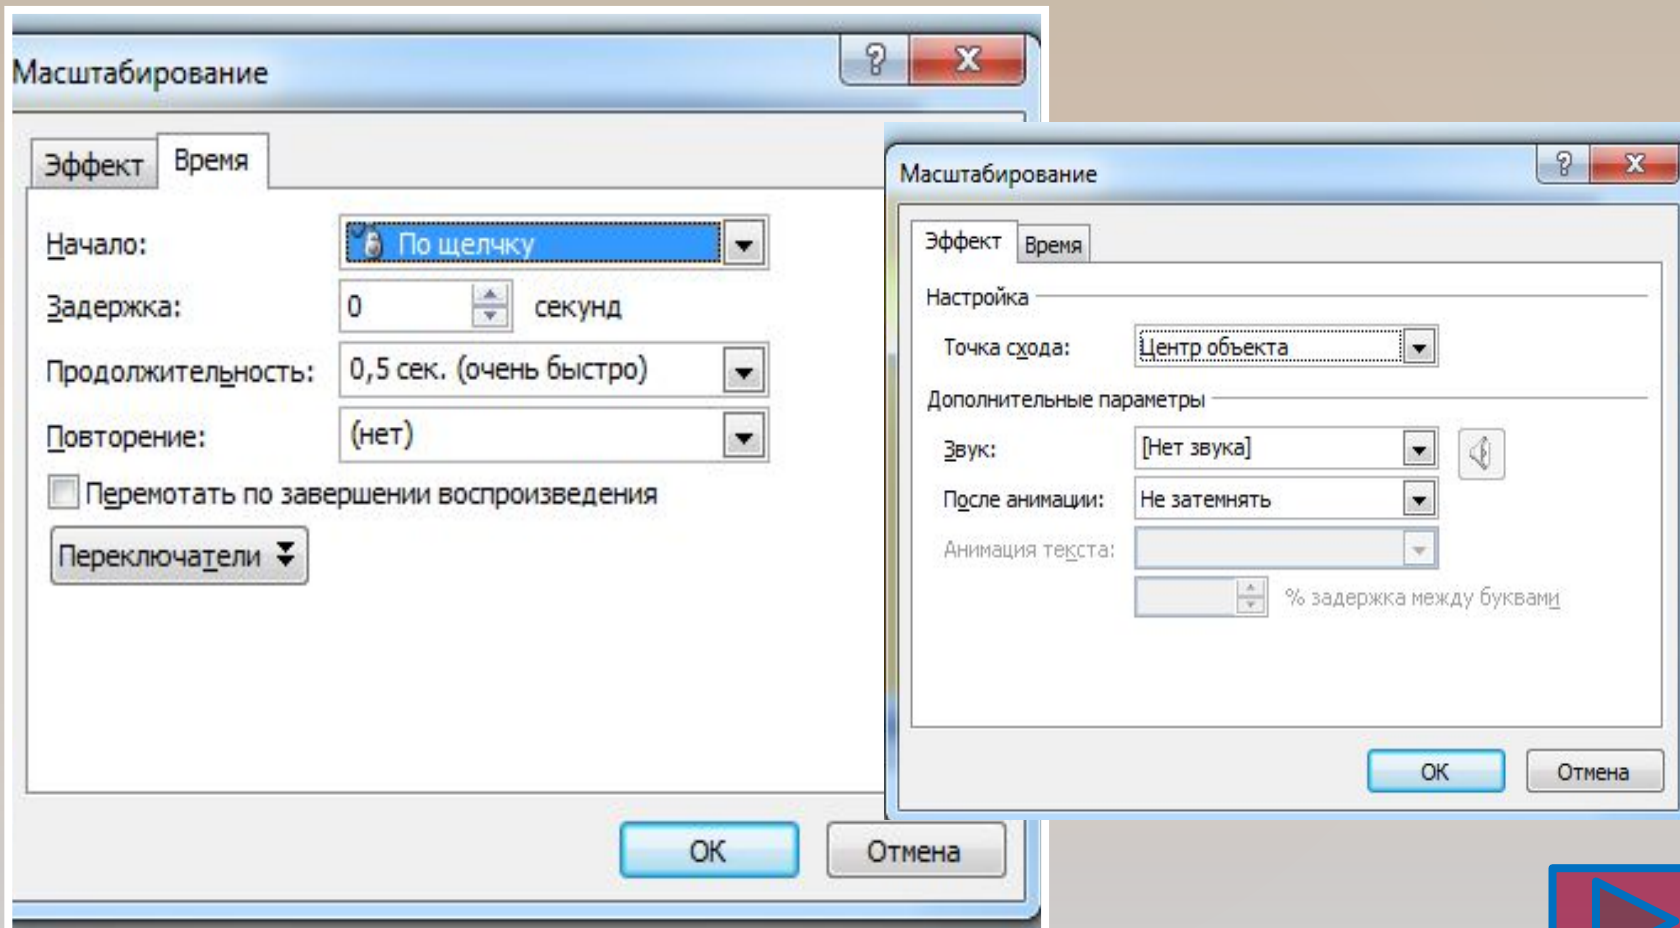 Масштабирование
Эффект Время
Начало: По щелчку
Задержка: 0 секунд
Продолжительность: 0,5 сек. (очень быстро)
Повторение: (нет)
Перемотать по завершении воспроизведения
Переключатели
ОК Отмена
Масштабирование
Эффект Время
Настройка
Точка схода: Центр объекта
Дополнительные параметры
Звук: [Нет звука]
После анимации: Не затемнять
Анимация текста:
% задержка между буквами
ОК Отмена